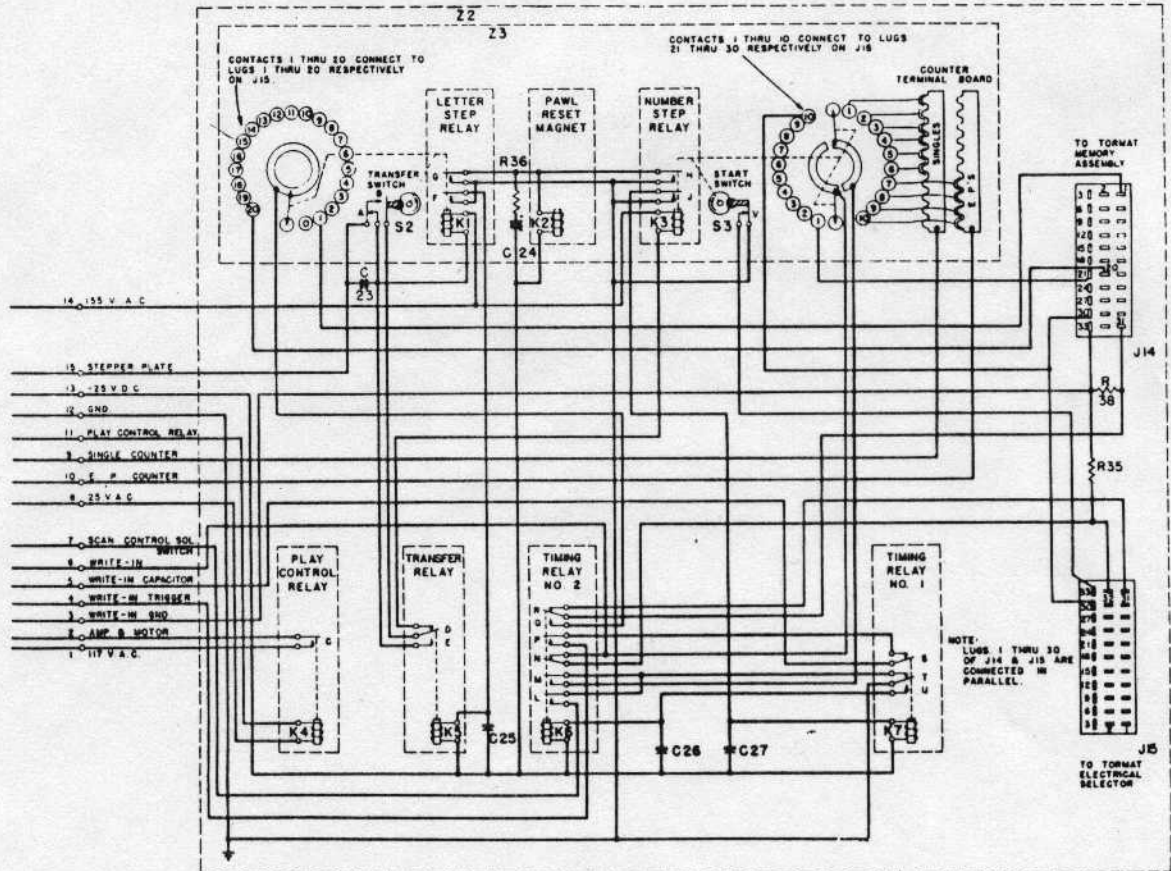 Z2
Z3
CONTACTS 1 THRU 20 CONNECT TO
LUGS 1 THRU 20 RESPECTIVELY
ON J15.
CONTACTS 1 THRU 10 CONNECT TO LUGS
21 THRU 30 RESPECTIVELY ON J16
COUNTER
TERMINAL BOARD
SINGLES
E.P.'S
LETTER
STEP
RELAY
PAWL
RESET
MAGNET
NUMBER
STEP
RELAY
R36
TRANSFER
SWITCH
START
SWITCH
G
F
H
J
A
V
S2
K1
K2
K3
S3
C 24
C
23
TO TORMAT
MEMORY
ASSEMBLY
J14
R
38
R35
14 155 V A C
15 STEPPER PLATE
13 -25 V D C
12 GND
11 PLAY CONTROL RELAY
9 SINGLE COUNTER
10 E P COUNTER
8 25 V A C
7 SCAN CONTROL SOL
SWITCH
6 WRITE-IN
5 WRITE-IN CAPACITOR
4 WRITE-IN TRIGGER
3 WRITE-IN GND
2 AMP & MOTOR
1 117 V.A.C.
PLAY
CONTROL
RELAY
TRANSFER
RELAY
TIMING
RELAY
NO. 2
TIMING
RELAY
NO. 1
C
D
E
R
Q
P
N
M
L
S
T
U
K4
K5
K6
K7
C25
C26
C27
NOTE:
LUGS 1 THRU 30
OF J14 & J15 ARE
CONNECTED IN
PARALLEL.
J15
TO TORMAT
ELECTRICAL
SELECTOR